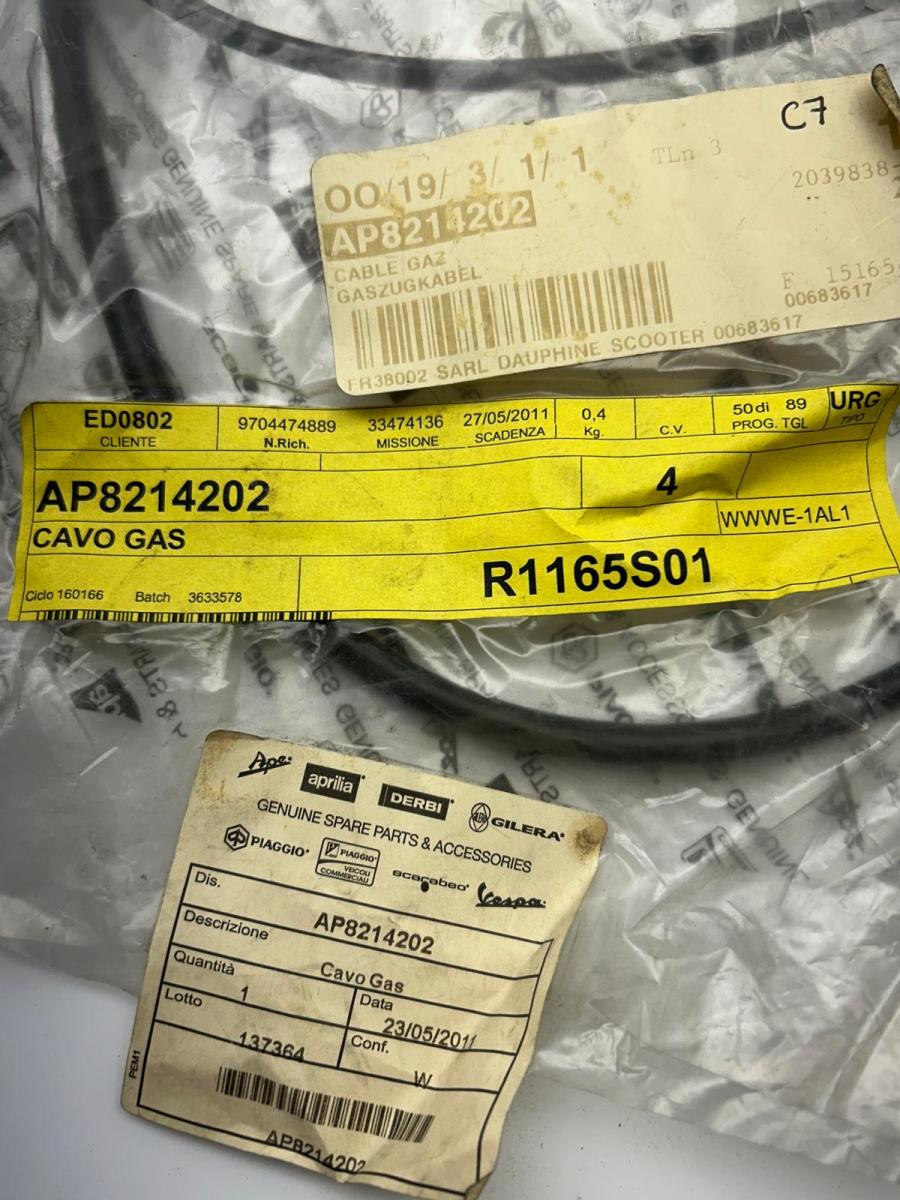 C7
OO/19/ 3/ 1/ 1
TLn 3
2039838-
AP8214202
CABLE GAZ
GASZUGKABEL
F 15165
00683617
FR38002 SARL DAUPHINE SCOOTER 00683617
ED0802
CLIENTE
9704474889
N.Rich.
33474136
MISSIONE
27/05/2011
SCADENZA
0,4
Kg.
C.V.
50di 89
PROG. TGL
URG
TIPO
AP8214202
4
CAVO GAS
WWWE-1AL1
R1165S01
Ciclo 160166 Batch 3633578
Ape
aprilia
DERBI
GILERA
GENUINE SPARE PARTS & ACCESSORIES
PIAGGIO
PIAGGIO
VEICOLI
COMMERCIALI
scarabeo
Vespa
Dis.
AP8214202
Descrizione
Cavo Gas
Quantità
1
Data
23/05/2011
Lotto
137364
Conf.
W
PEM1
AP8214202